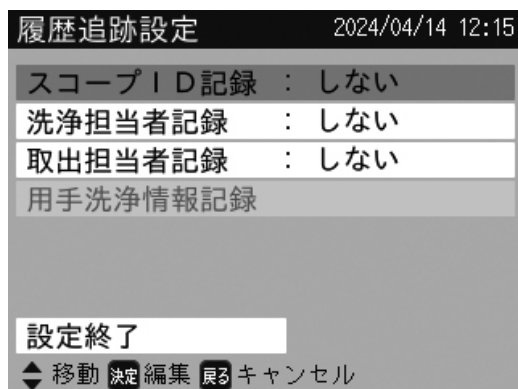 履歴追跡設定 2024/04/14 12:15
スコープＩＤ記録 : しない
洗浄担当者記録 : しない
取出担当者記録 : しない
用手洗浄情報記録
設定終了
移動 決定 編集 戻る キャンセル